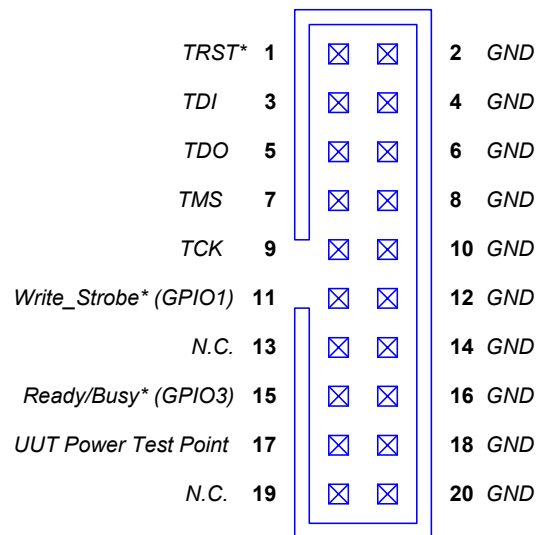 TRST* 1 2 GND
TDI 3 4 GND
TDO 5 6 GND
TMS 7 8 GND
TCK 9 10 GND
Write_Strobe* (GPIO1) 11 12 GND
N.C. 13 14 GND
Ready/Busy* (GPIO3) 15 16 GND
UUT Power Test Point 17 18 GND
N.C. 19 20 GND